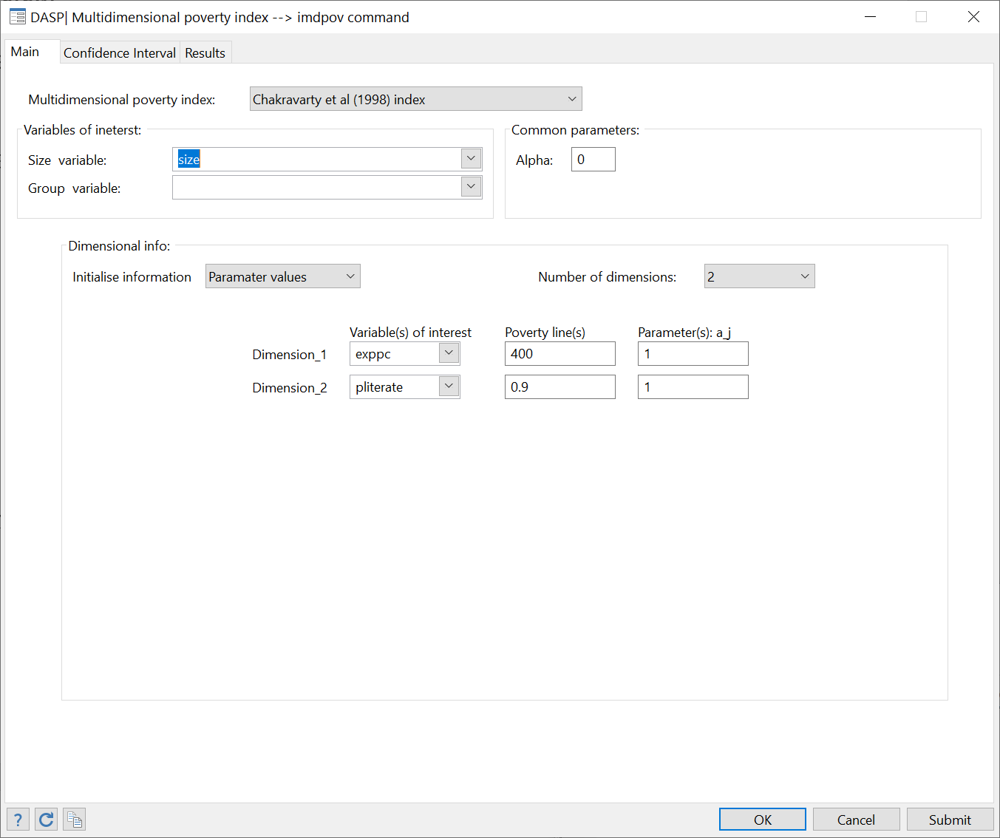 DASP| Multidimensional poverty index --> imdpov command
Main Confidence Interval Results
Multidimensional poverty index: Chakravarty et al (1998) index
Variables of ineterst:
Size variable: size
Group variable:
Common parameters:
Alpha: 0
Dimensional info:
Initialise information Paramater values Number of dimensions: 2
Variable(s) of interest Poverty line(s) Parameter(s): a_j
Dimension_1 exppc 400 1
Dimension_2 pliterate 0.9 1
? OK Cancel Submit